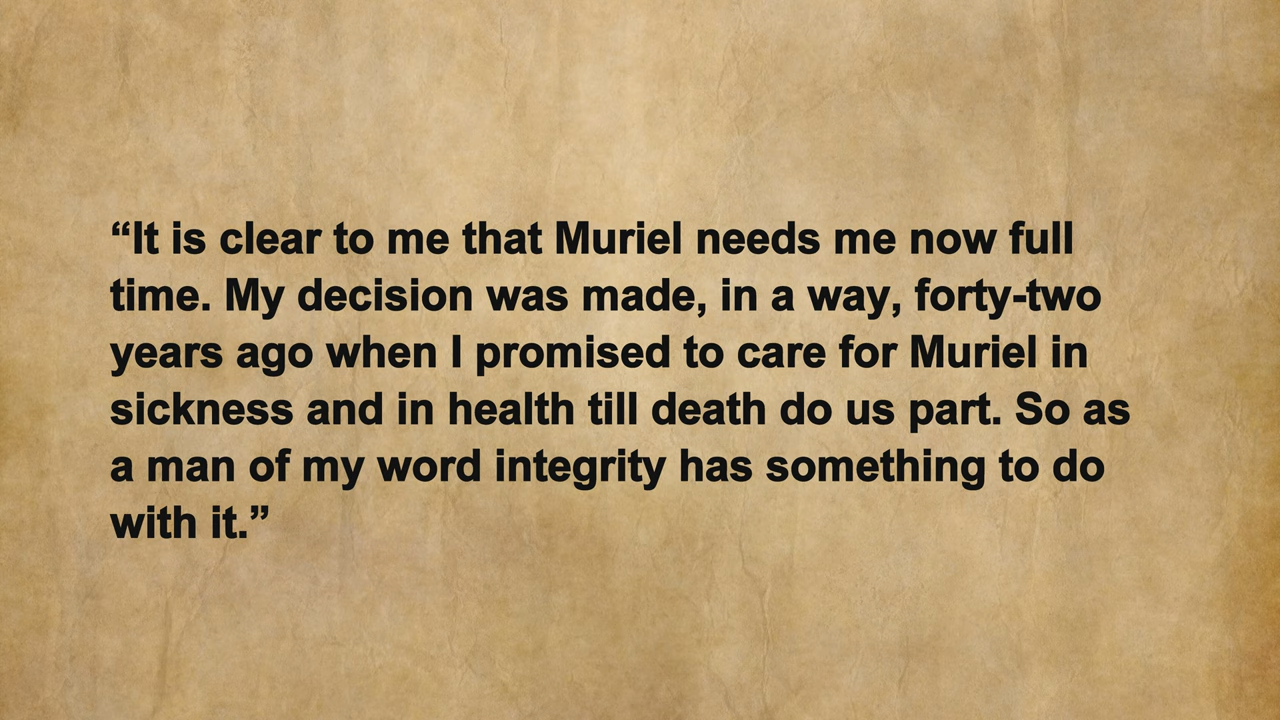 “It is clear to me that Muriel needs me now full
time. My decision was made, in a way, forty-two
years ago when I promised to care for Muriel in
sickness and in health till death do us part. So as
a man of my word integrity has something to do
with it.”